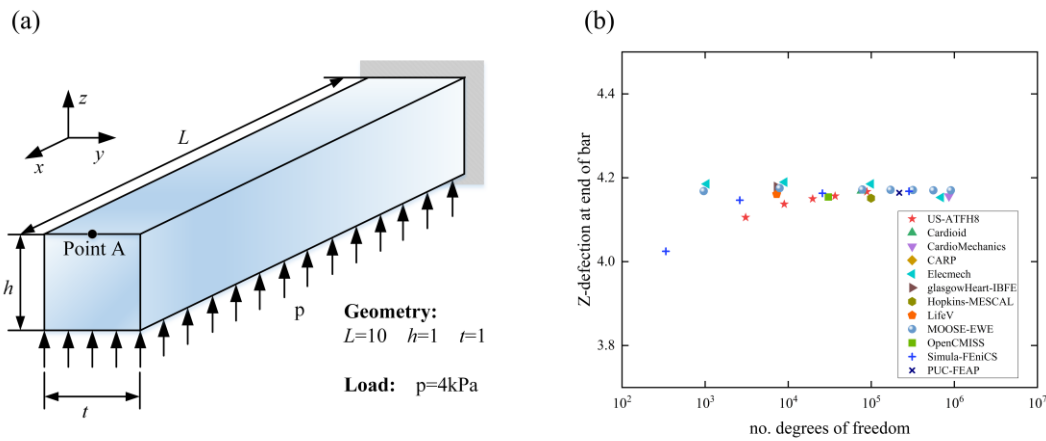 (a)
z
y
x
L
Point A
h
p
t
Geometry:
L=10 h=1 t=1
Load: p=4kPa
(b)
Z-defection at end of bar
4.4
4.2
4.0
3.8
10² 10³ 10⁴ 10⁵ 10⁶ 10⁷
no. degrees of freedom
US-ATFH8
Cardioid
CardioMechanics
CARP
Elecmech
glasgowHeart-IBFE
Hopkins-MESCAL
LifeV
MOOSE-EWE
OpenCMISS
Simula-FEniCS
PUC-FEAP